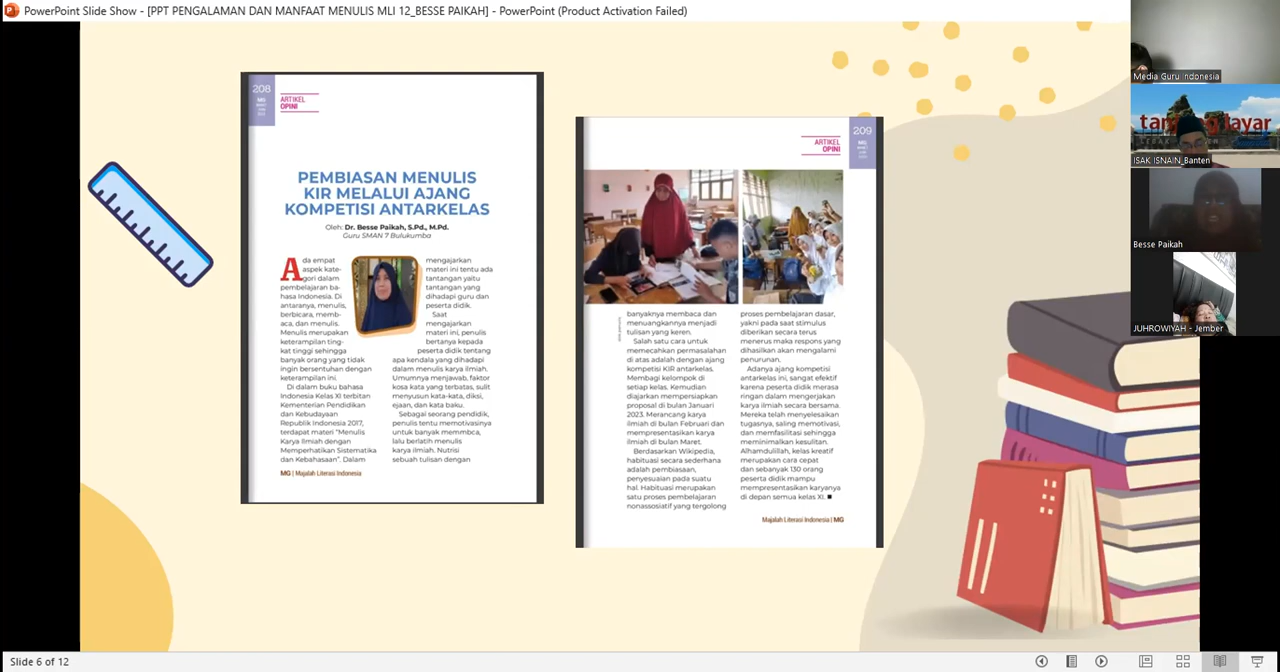 PowerPoint Slide Show - [PPT PENGALAMAN DAN MANFAAT MENULIS MLI 12_BESSE PAIKAH] - PowerPoint (Product Activation Failed)
208
MG
ARTIKEL
OPINI
PEMBIASAN MENULIS
KIR MELALUI AJANG
KOMPETISI ANTARKELAS
Oleh: Dr. Besse Paikah, S.Pd., M.Pd.
Guru SMAN 7 Bulukumba
Ada empat
aspek kate-
gori dalam
pembelajaran ba-
hasa Indonesia. Di
antaranya, menulis,
berbicara, memb-
aca, dan menulis.
Menulis merupakan
keterampilan ting-
kat tinggi sehingga
banyak orang yang tidak
ingin bersentuhan dengan
keterampilan ini.
Di dalam buku bahasa
Indonesia Kelas XI terbitan
Kementerian Pendidikan
dan Kebudayaan
Republik Indonesia 2017,
terdapat materi "Menulis
Karya Ilmiah dengan
Memperhatikan Sistematika
dan Kebahasaan". Dalam
mengajarkan
materi ini tentu ada
tantangan yaitu
tantangan yang
dihadapi guru dan
peserta didik.
Saat
mengajarkan
materi ini, penulis
bertanya kepada
peserta didik tentang
apa kendala yang dihadapi
dalam menulis karya ilmiah.
Umumnya menjawab, faktor
kosa kata yang terbatas, sulit
menyusun kata-kata, diksi,
ejaan, dan kata baku.
Sebagai seorang pendidik,
penulis tentu memotivasinya
untuk banyak memmbca,
lalu berlatih menulis
karya ilmiah. Nutrisi
sebuah tulisan dengan
MG | Majalah Literasi Indonesia
ARTIKEL
OPINI
209
MG
banyaknya membaca dan
menuangkannya menjadi
tulisan yang keren.
Salah satu cara untuk
memecahkan permasalahan
di atas adalah dengan ajang
kompetisi KIR antarkelas.
Membagi kelompok di
setiap kelas. Kemudian
diajarkan mempersiapkan
proposal di bulan Januari
2023. Merancang karya
ilmiah di bulan Februari dan
mempresentasikan karya
ilmiah di bulan Maret.
Berdasarkan Wikipedia,
habituasi secara sederhana
adalah pembiasaan,
penyesuaian pada suatu
hal. Habituasi merupakan
satu proses pembelajaran
nonassosiatif yang tergolong
proses pembelajaran dasar,
yakni pada saat stimulus
diberikan secara terus
menerus maka respons yang
dihasilkan akan mengalami
penurunan.
Adanya ajang kompetisi
antarkelas ini, sangat efektif
karena peserta didik merasa
ringan dalam mengerjakan
karya ilmiah secara bersama.
Mereka telah menyelesaikan
tugasnya, saling memotivasi,
dan memfasilitasi sehingga
meminimalkan kesulitan.
Alhamdulillah, kelas kreatif
merupakan cara cepat
dan sebanyak 130 orang
peserta didik mampu
mempresentasikan karyanya
di depan semua kelas XI. ■
Majalah Literasi Indonesia | MG
Media Guru Indonesia
ISAK ISNAIN_Banten
Besse Paikah
JUHROWIYAH - Jember
Slide 6 of 12